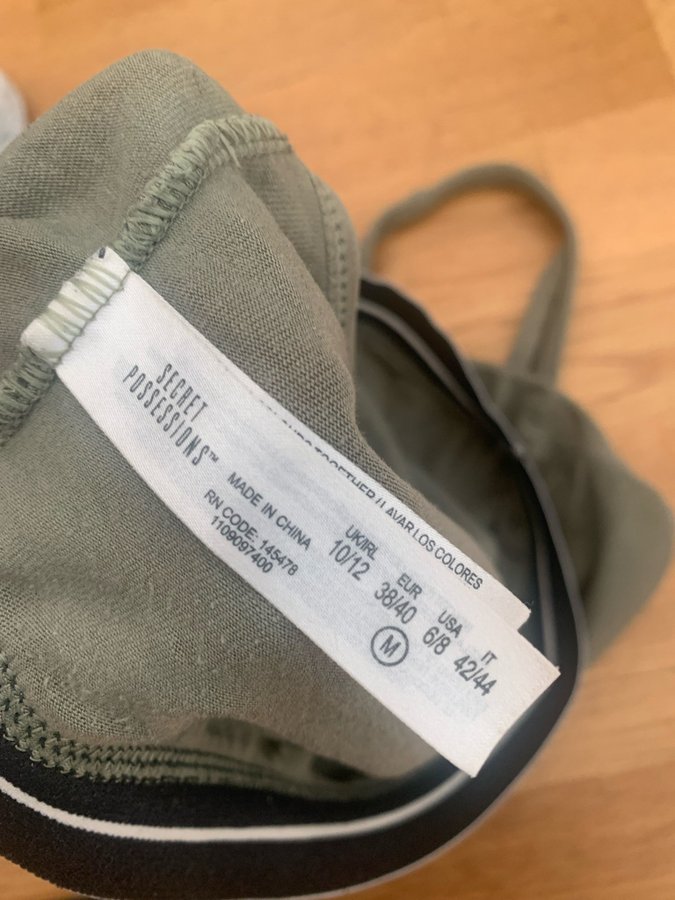 SECRET
POSSESSIONS™
MADE IN CHINA
RN CODE: 145478
1109097400
UK/IRL
10/12
EUR
38/40
USA
6/8
IT
42/44
M
TOGETHER / LAVAR LOS COLORES